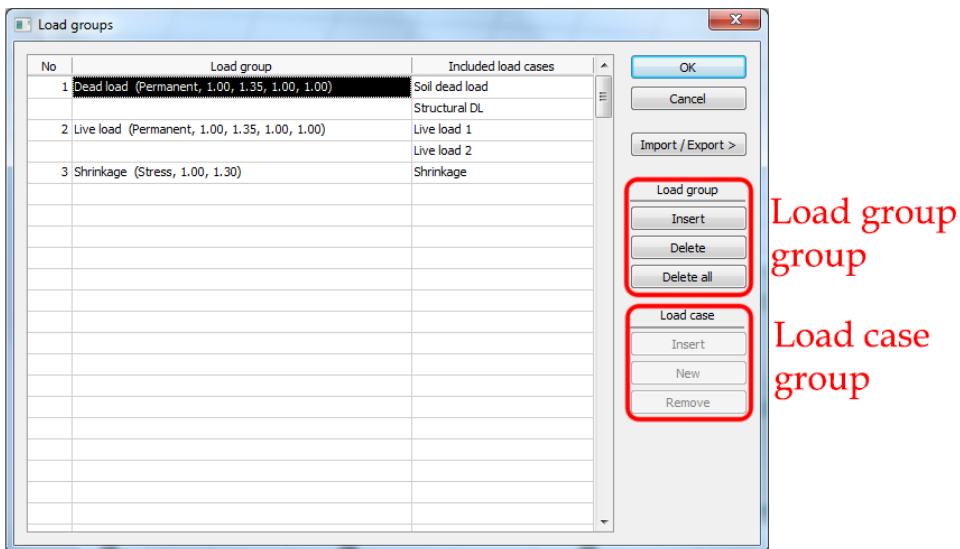 Load groups
No Load group Included load cases
1 Dead load (Permanent, 1.00, 1.35, 1.00, 1.00) Soil dead load
Structural DL
2 Live load (Permanent, 1.00, 1.35, 1.00, 1.00) Live load 1
Live load 2
3 Shrinkage (Stress, 1.00, 1.30) Shrinkage
OK
Cancel
Import / Export >
Load group
Insert
Delete
Delete all
Load case
Insert
New
Remove
Load group
group
Load case
group